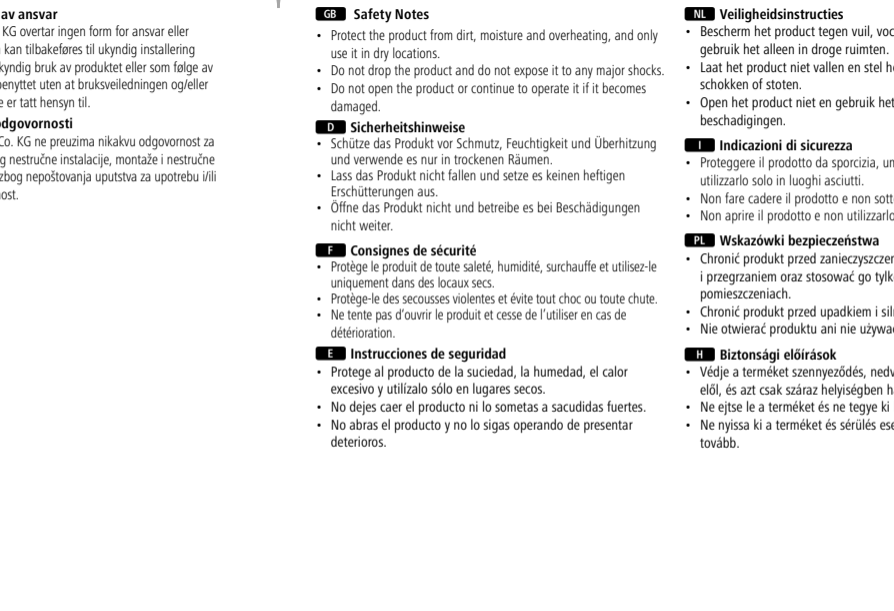 av ansvar
KG overtar ingen form for ansvar eller
kan tilbakeføres til ukyndig installering
kyndig bruk av produktet eller som følge av
benyttet uten at bruksveiledningen og/eller
e er tatt hensyn til.
odgovornosti
Co. KG ne preuzima nikakvu odgovornost za
g nestručne instalacije, montaže i nestručne
zbog nepoštovanja uputstva za upotrebu i/ili
nost.
GB Safety Notes
• Protect the product from dirt, moisture and overheating, and only
use it in dry locations.
• Do not drop the product and do not expose it to any major shocks.
• Do not open the product or continue to operate it if it becomes
damaged.
D Sicherheitshinweise
• Schütze das Produkt vor Schmutz, Feuchtigkeit und Überhitzung
und verwende es nur in trockenen Räumen.
• Lass das Produkt nicht fallen und setze es keinen heftigen
Erschütterungen aus.
• Öffne das Produkt nicht und betreibe es bei Beschädigungen
nicht weiter.
F Consignes de sécurité
• Protège le produit de toute saleté, humidité, surchauffe et utilisez-le
uniquement dans des locaux secs.
• Protège-le des secousses violentes et évite tout choc ou toute chute.
• Ne tente pas d’ouvrir le produit et cesse de l’utiliser en cas de
détérioration.
E Instrucciones de seguridad
• Protege al producto de la suciedad, la humedad, el calor
excesivo y utilízalo sólo en lugares secos.
• No dejes caer el producto ni lo sometas a sacudidas fuertes.
• No abras el producto y no lo sigas operando de presentar
deterioros.
NL Veiligheidsinstructies
• Bescherm het product tegen vuil, voc
gebruik het alleen in droge ruimten.
• Laat het product niet vallen en stel he
schokken of stoten.
• Open het product niet en gebruik het
beschadigingen.
I Indicazioni di sicurezza
• Proteggere il prodotto da sporcizia, um
utilizzarlo solo in luoghi asciutti.
• Non fare cadere il prodotto e non sott
• Non aprire il prodotto e non utilizzarlo
PL Wskazówki bezpieczeństwa
• Chronić produkt przed zanieczyszczen
i przegrzaniem oraz stosować go tylko
pomieszczeniach.
• Chronić produkt przed upadkiem i siln
• Nie otwierać produktu ani nie używać
H Biztonsági előírások
• Védje a terméket szennyeződés, nedv
elől, és azt csak száraz helyiségben ha
• Ne ejtse le a terméket és ne tegye ki
• Ne nyissa ki a terméket és sérülés ese
tovább.